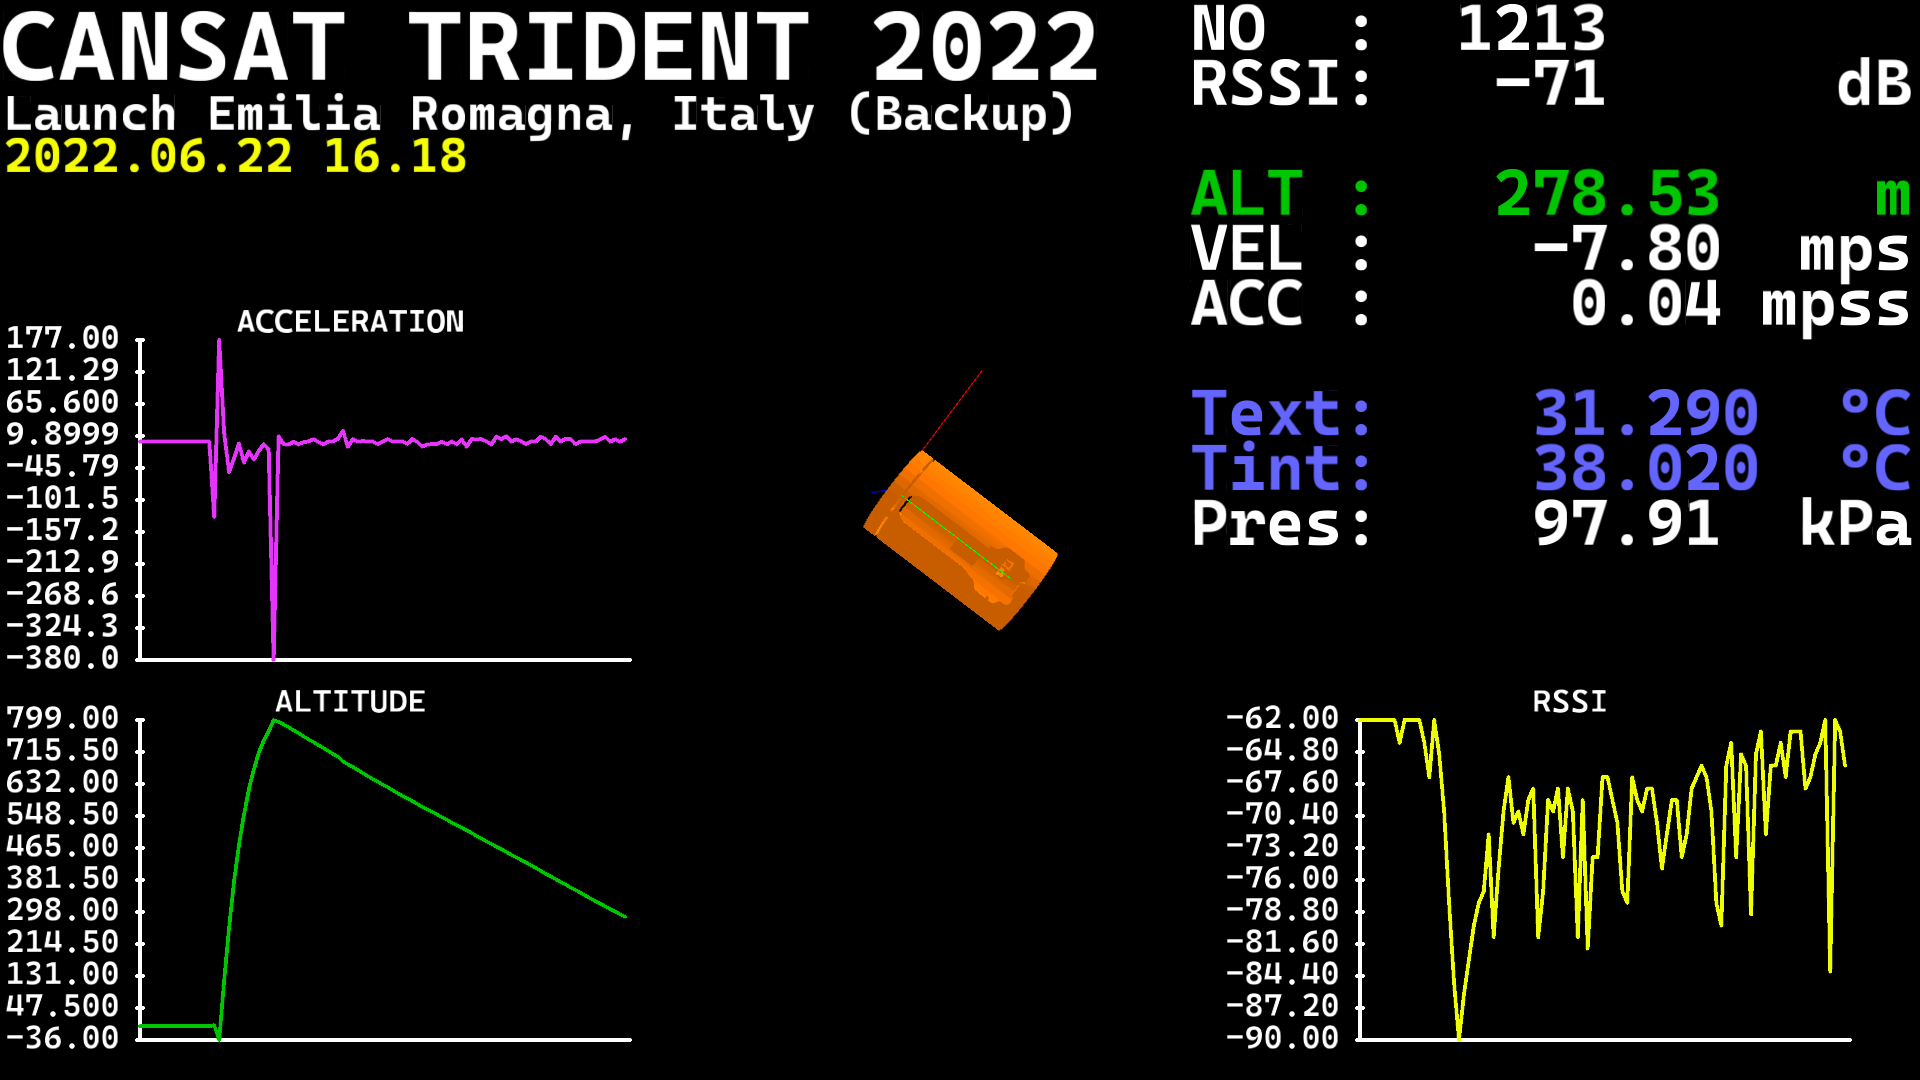 CANSAT TRIDENT 2022
Launch Emilia Romagna, Italy (Backup)
2022.06.22 16.18
NO : 1213
RSSI: -71 dB
ALT : 278.53 m
VEL : -7.80 mps
ACC : 0.04 mpss
Text: 31.290 °C
Tint: 38.020 °C
Pres: 97.91 kPa
ACCELERATION
177.00
121.29
65.600
9.8999
-45.79
-101.5
-157.2
-212.9
-268.6
-324.3
-380.0
ALTITUDE
799.00
715.50
632.00
548.50
465.00
381.50
298.00
214.50
131.00
47.500
-36.00
RSSI
-62.00
-64.80
-67.60
-70.40
-73.20
-76.00
-78.80
-81.60
-84.40
-87.20
-90.00